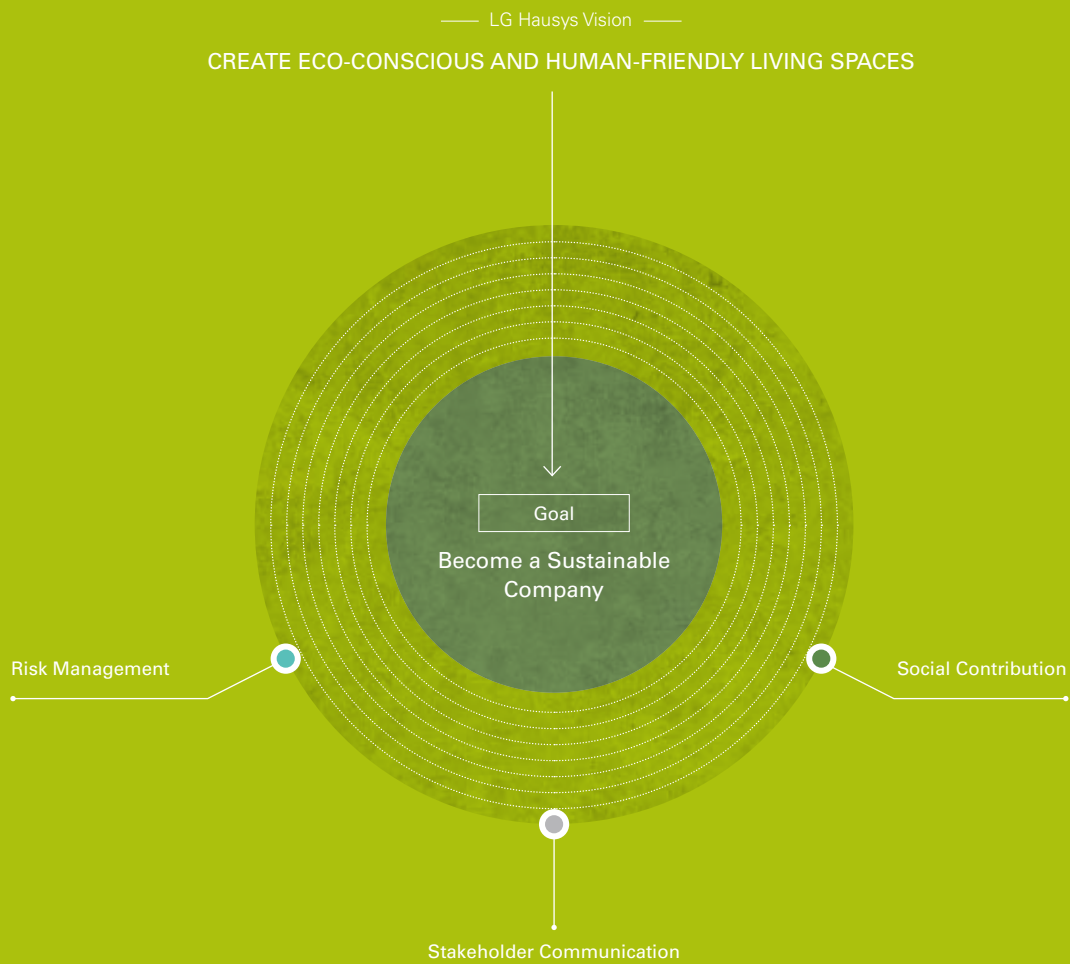 LG Hausys Vision
CREATE ECO-CONSCIOUS AND HUMAN-FRIENDLY LIVING SPACES
Goal
Become a Sustainable
Company
Risk Management
Social Contribution
Stakeholder Communication